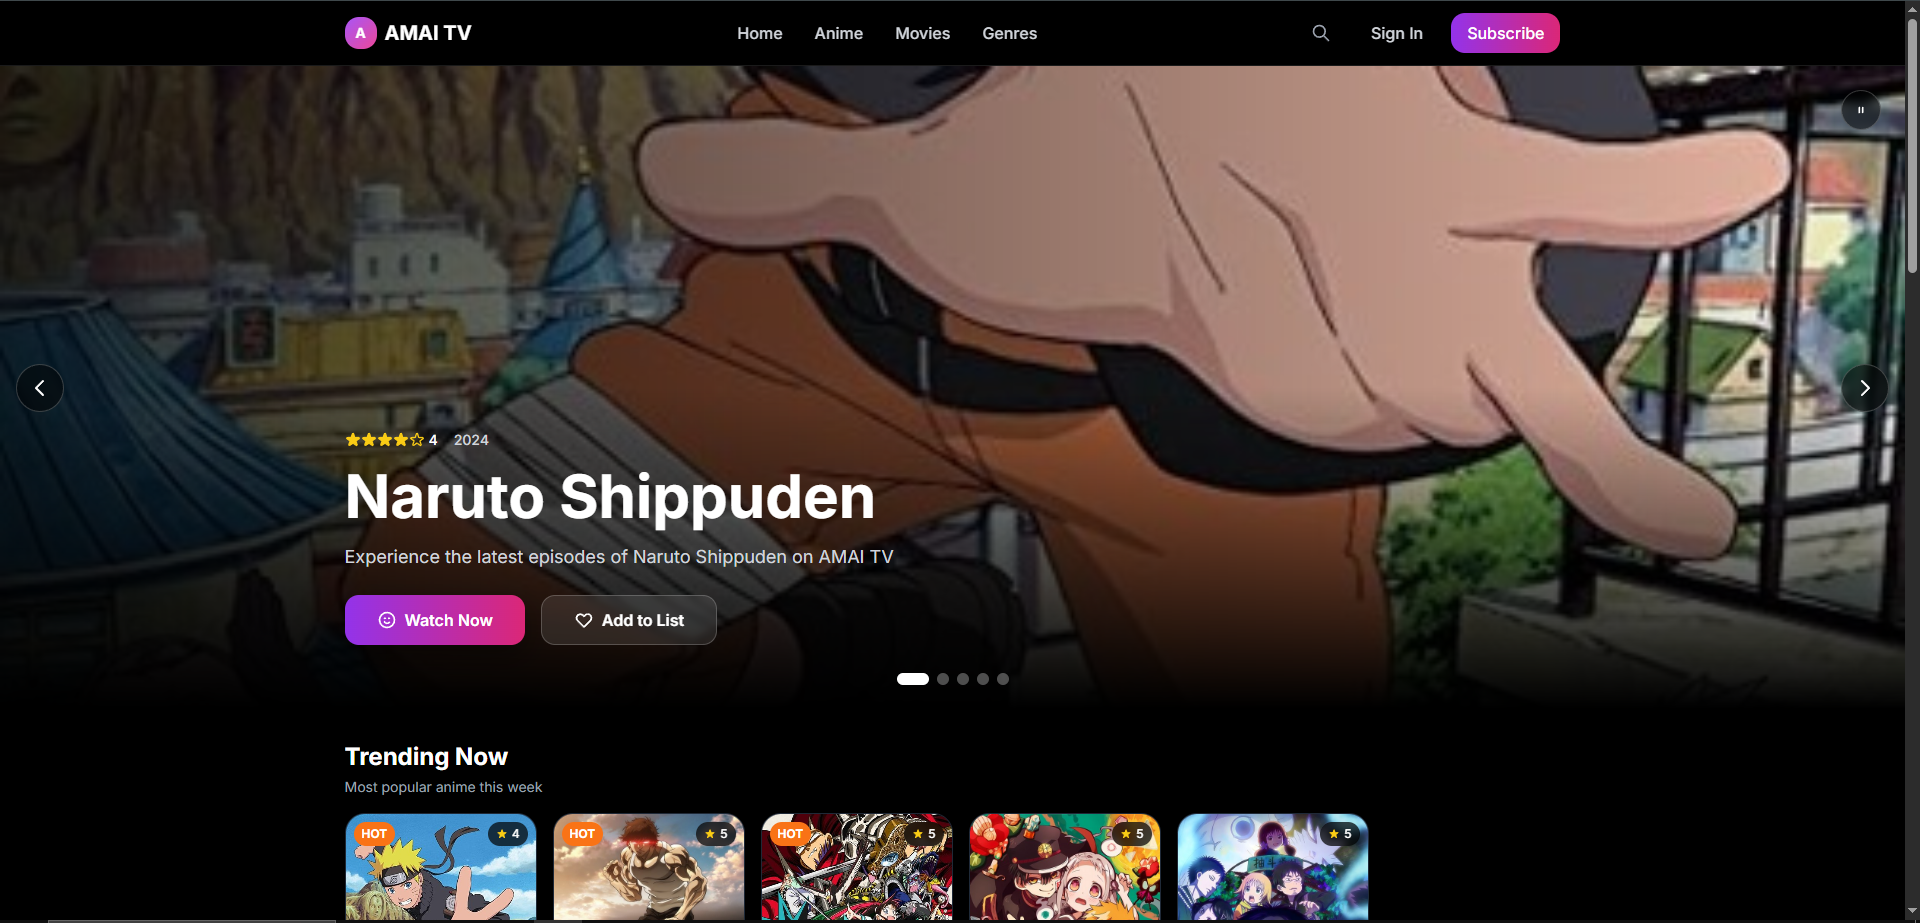 A AMAI TV Home Anime Movies Genres Sign In Subscribe
4 2024
Naruto Shippuden
Experience the latest episodes of Naruto Shippuden on AMAI TV
Watch Now Add to List
Trending Now
Most popular anime this week
HOT 4 HOT 5 HOT 5 5 5